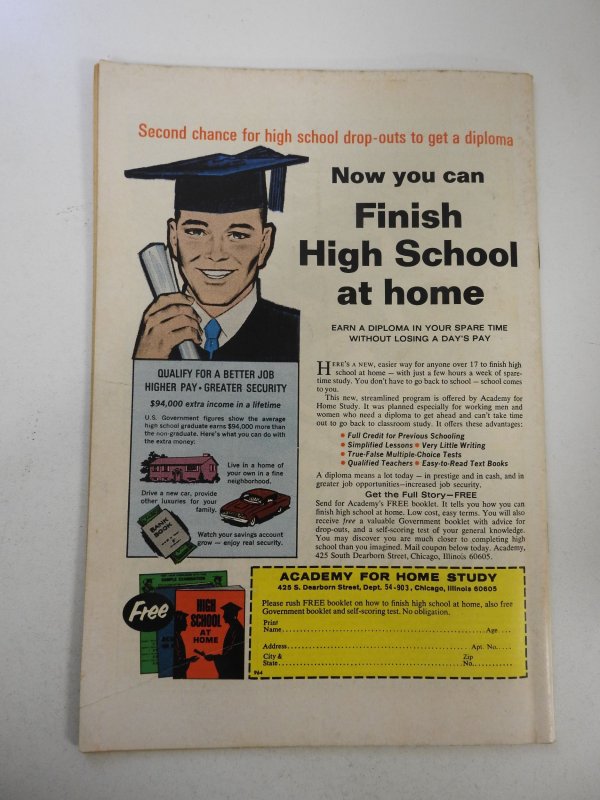 Second chance for high school drop-outs to get a diploma
Now you can
Finish
High School
at home
EARN A DIPLOMA IN YOUR SPARE TIME
WITHOUT LOSING A DAY'S PAY
QUALIFY FOR A BETTER JOB
HIGHER PAY • GREATER SECURITY
$94,000 extra income in a lifetime
U.S. Government figures show the average
high school graduate earns $94,000 more than
the non-graduate. Here's what you can do with
the extra money:
Live in a home of
your own in a fine
neighborhood.
Drive a new car, provide
other luxuries for your
family.
BANK
BOOK
Watch your savings account
grow — enjoy real security.
HERE'S A NEW, easier way for anyone over 17 to finish high
school at home — with just a few hours a week of spare-
time study. You don't have to go back to school — school comes
to you.
This new, streamlined program is offered by Academy for
Home Study. It was planned especially for working men and
women who need a diploma to get ahead and can't take time
out to go back to classroom study. It offers these advantages:
• Full Credit for Previous Schooling
• Simplified Lessons • Very Little Writing
• True-False Multiple-Choice Tests
• Qualified Teachers • Easy-to-Read Text Books
A diploma means a lot today — in prestige and in cash, and in
greater job opportunities—increased job security.
Get the Full Story—FREE
Send for Academy's FREE booklet. It tells you how you can
finish high school at home. Low cost, easy terms. You will also
receive free a valuable Government booklet with advice for
drop-outs, and a self-scoring test of your general knowledge.
You may discover you are much closer to completing high
school than you imagined. Mail coupon below today. Academy,
425 South Dearborn Street, Chicago, Illinois 60605.
Free
SAMPLE EXAMINATION
HIGH
SCHOOL
AT
HOME
ACADEMY FOR HOME STUDY
425 S. Dearborn Street, Dept. 54-903, Chicago, Illinois 60605
Please rush FREE booklet on how to finish high school at home, also free
Government booklet and self-scoring test. No obligation.
Print
Name Age
Address Apt. No.
City & Zip
State No.
964